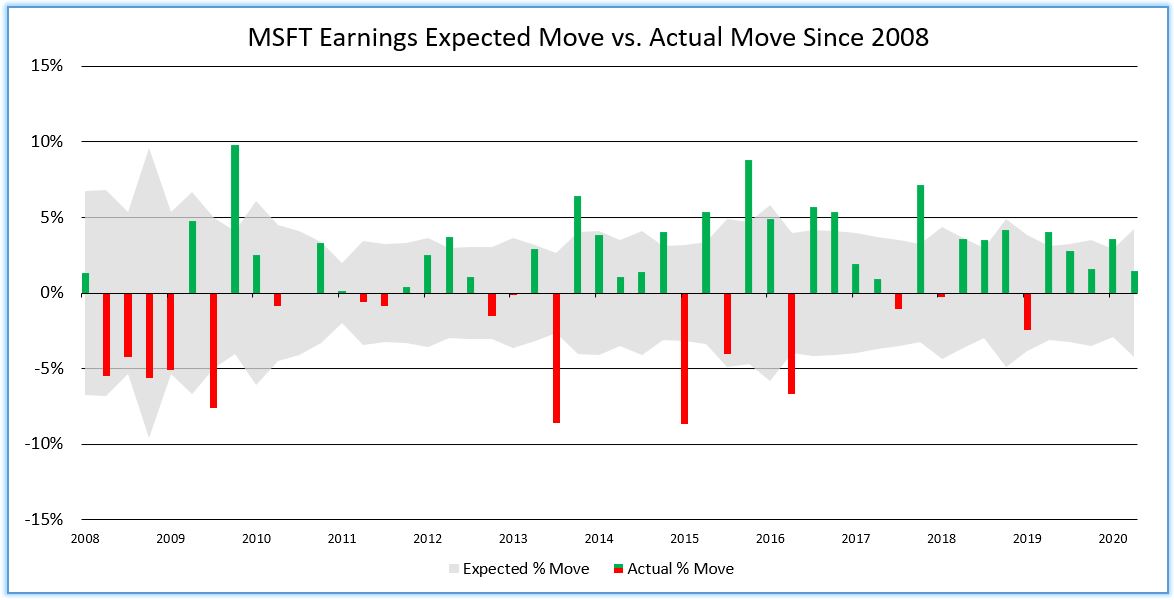 MSFT Earnings Expected Move vs. Actual Move Since 2008
15%
10%
5%
0%
-5%
-10%
-15%
2008 2009 2010 2011 2012 2013 2014 2015 2016 2017 2018 2019 2020
Expected % Move Actual % Move